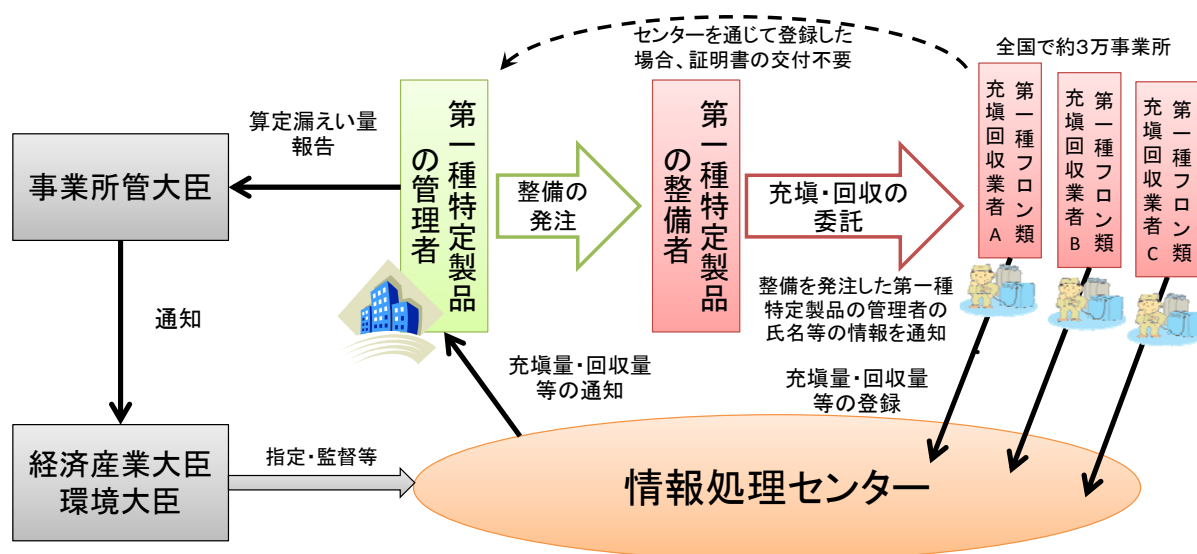 センターを通じて登録した
場合、証明書の交付不要
全国で約3万事業所
算定漏えい量
報告
事業所管大臣
第一種特定製品
の管理者
整備の
発注
第一種特定製品
の整備者
充塡・回収の
委託
第一種フロン類
充塡回収業者A
第一種フロン類
充塡回収業者B
第一種フロン類
充塡回収業者C
通知
整備を発注した第一種
特定製品の管理者の
氏名等の情報を通知
充塡量・回収量
等の通知
充塡量・回収量
等の登録
経済産業大臣
環境大臣
指定・監督等
情報処理センター